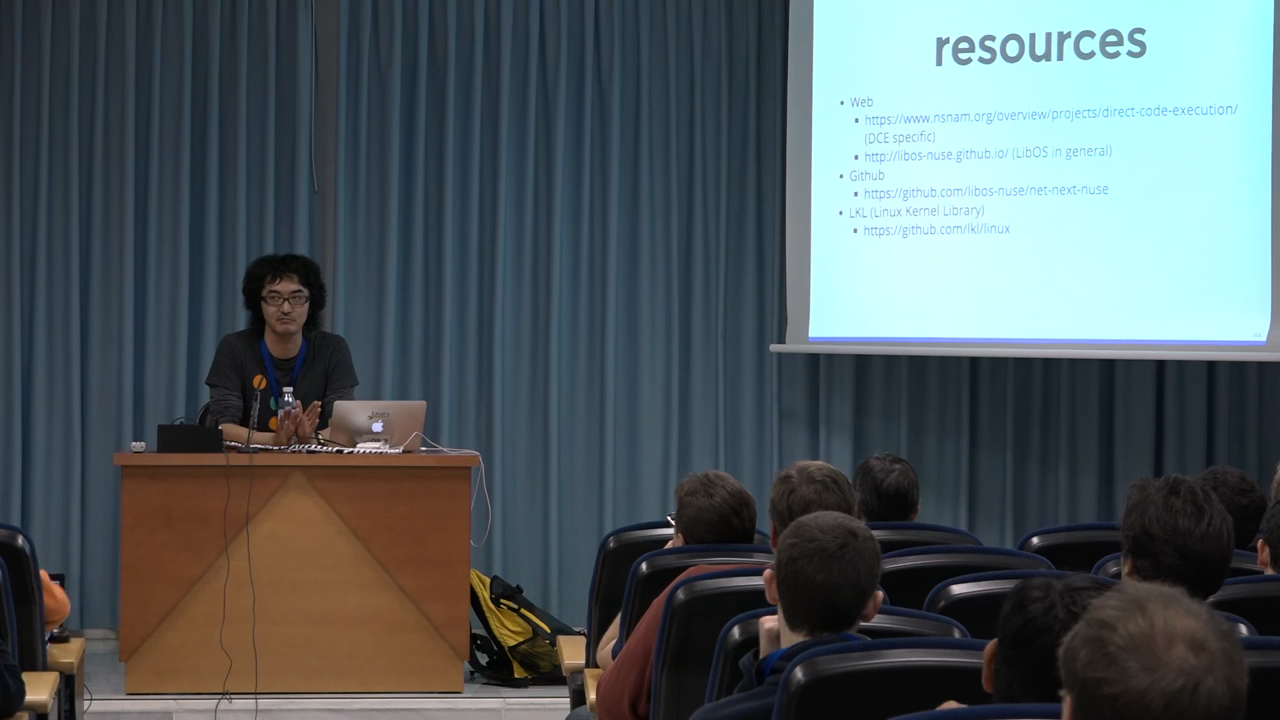 resources
• Web
▪ https://www.nsnam.org/overview/projects/direct-code-execution/
(DCE specific)
▪ http://libos-nuse.github.io/ (LibOS in general)
• Github
▪ https://github.com/libos-nuse/net-next-nuse
• LKL (Linux Kernel Library)
▪ https://github.com/lkl/linux